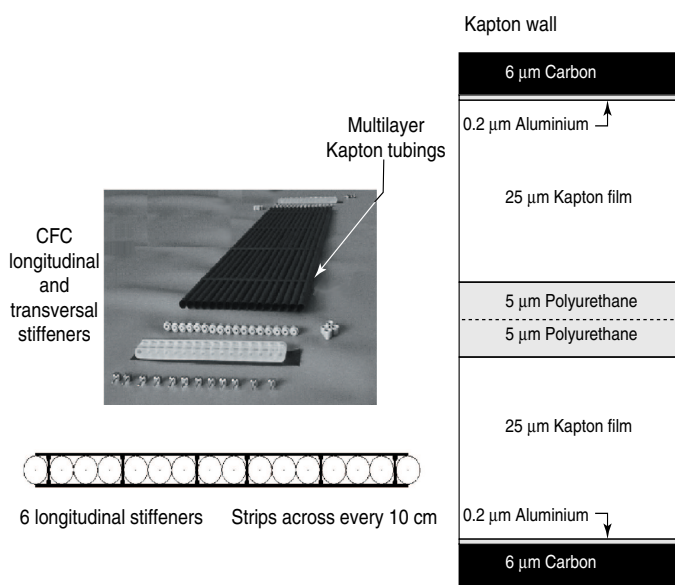 Kapton wall
6 μm Carbon
0.2 μm Aluminium
Multilayer
Kapton tubings
25 μm Kapton film
CFC
longitudinal
and
transversal
stiffeners
5 μm Polyurethane
5 μm Polyurethane
25 μm Kapton film
6 longitudinal stiffeners
Strips across every 10 cm
0.2 μm Aluminium
6 μm Carbon